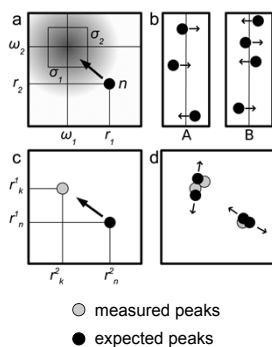 a
b
ω2
σ2
σ1
r2
n
ω1
r1
A
B
c
d
r1k
r1n
r2k
r2n
measured peaks
expected peaks